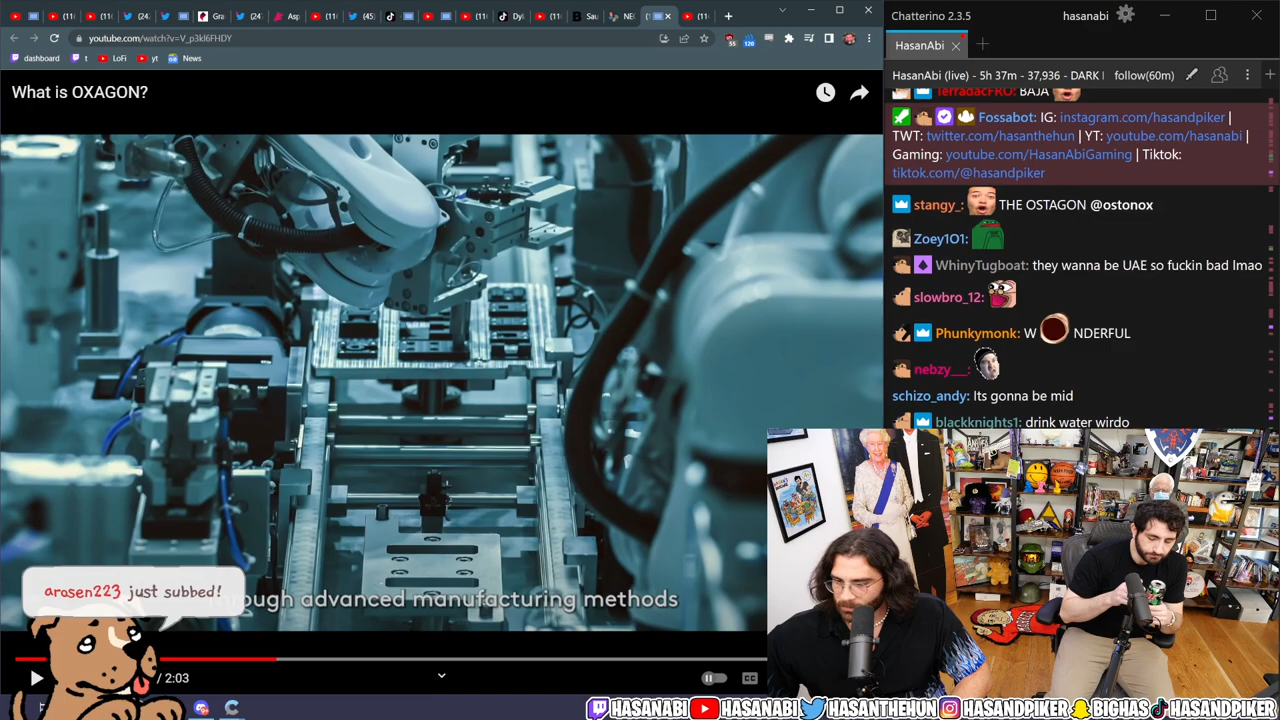 youtube.com/watch?v=V_p3kI6FHDY
dashboard
t
LoFi
yt
News
What is OXAGON?
through advanced manufacturing methods
arosen223 just subbed!
/ 2:03
Chatterino 2.3.5
hasanabi
HasanAbi
HasanAbi (live) - 5h 37m - 37,936 - DARK
follow(60m)
TerradacFRO: BAJA
Fossabot: IG: instagram.com/hasandpiker |
TWT: twitter.com/hasanthehun | YT: youtube.com/hasanabi |
Gaming: youtube.com/HasanAbiGaming | Tiktok:
tiktok.com/@hasandpiker
stangy_: THE OSTAGON @ostonox
Zoey1O1:
WhinyTugboat: they wanna be UAE so fuckin bad lmao
slowbro_12:
Phunkymonk: W NDERFUL
nebzy___:
schizo_andy: Its gonna be mid
blackknights1: drink water wirdo
HASANABI HASANABI HASANTHEHUN HASANDPIKER BIGHAS HASANDPIKER